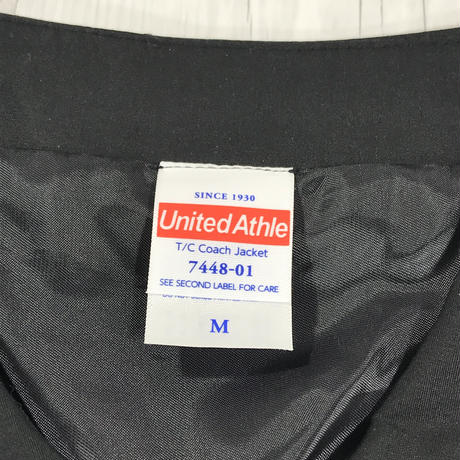 SINCE 1930
United Athle
T/C Coach Jacket
7448-01
SEE SECOND LABEL FOR CARE
M